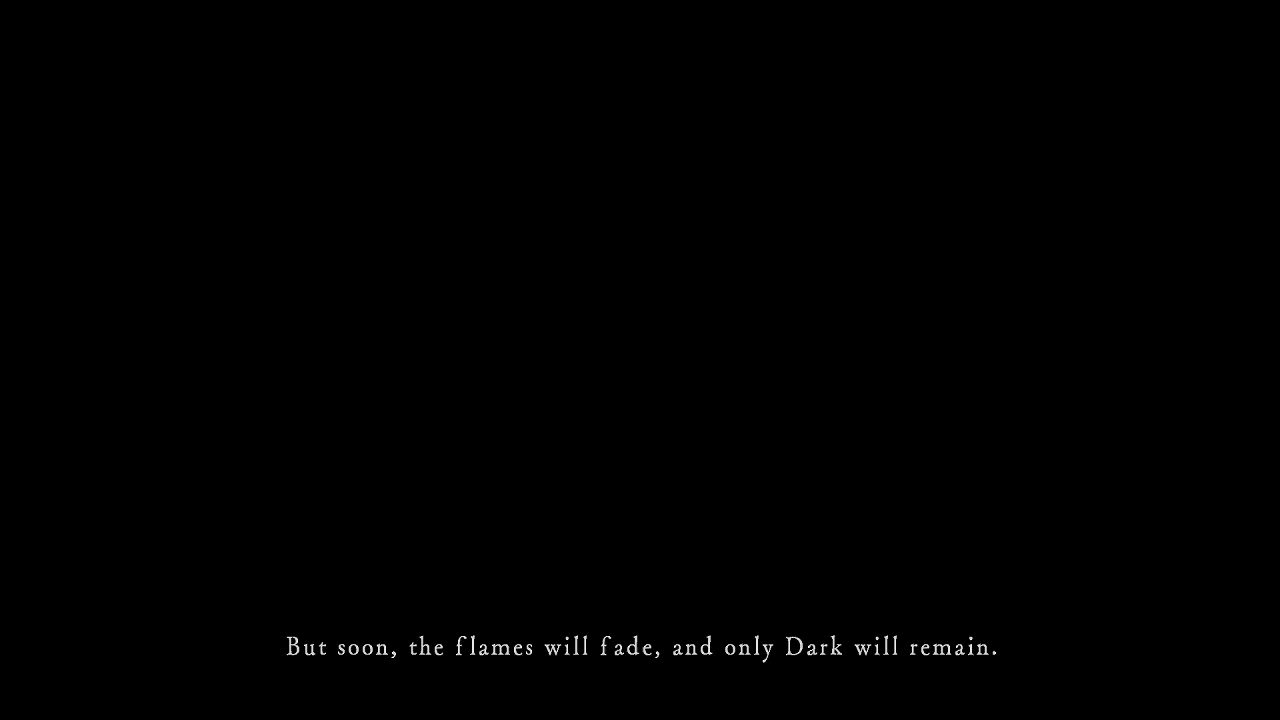 But soon, the flames will fade, and only Dark will remain.